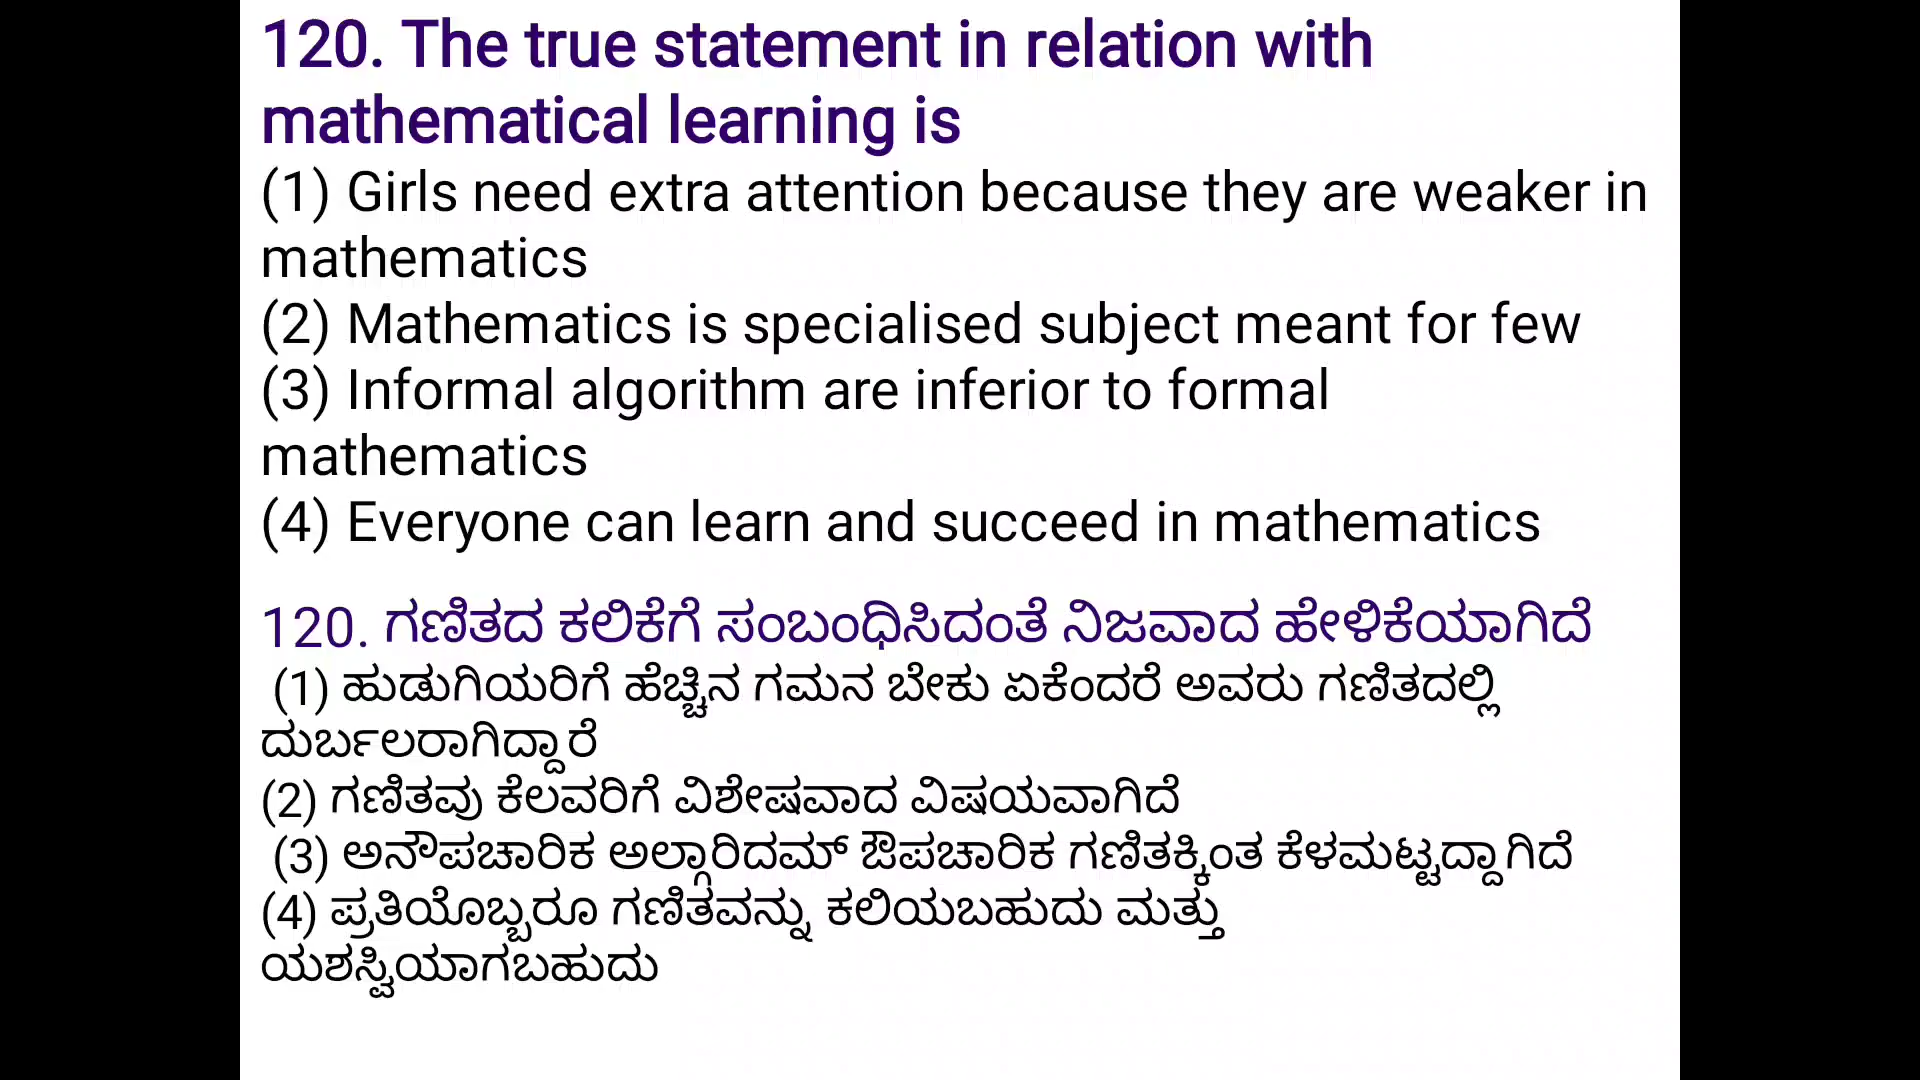 120. The true statement in relation with
mathematical learning is
(1) Girls need extra attention because they are weaker in
mathematics
(2) Mathematics is specialised subject meant for few
(3) Informal algorithm are inferior to formal
mathematics
(4) Everyone can learn and succeed in mathematics
120. ಗಣಿತದ ಕಲಿಕೆಗೆ ಸಂಬಂಧಿಸಿದಂತೆ ನಿಜವಾದ ಹೇಳಿಕೆಯಾಗಿದೆ
(1) ಹುಡುಗಿಯರಿಗೆ ಹೆಚ್ಚಿನ ಗಮನ ಬೇಕು ಏಕೆಂದರೆ ಅವರು ಗಣಿತದಲ್ಲಿ
ದುರ್ಬಲರಾಗಿದ್ದಾರೆ
(2) ಗಣಿತವು ಕೆಲವರಿಗೆ ವಿಶೇಷವಾದ ವಿಷಯವಾಗಿದೆ
(3) ಅನೌಪಚಾರಿಕ ಅಲ್ಗಾರಿದಮ್ ಔಪಚಾರಿಕ ಗಣಿತಕ್ಕಿಂತ ಕೆಳಮಟ್ಟದ್ದಾಗಿದೆ
(4) ಪ್ರತಿಯೊಬ್ಬರೂ ಗಣಿತವನ್ನು ಕಲಿಯಬಹುದು ಮತ್ತು
ಯಶಸ್ವಿಯಾಗಬಹುದು